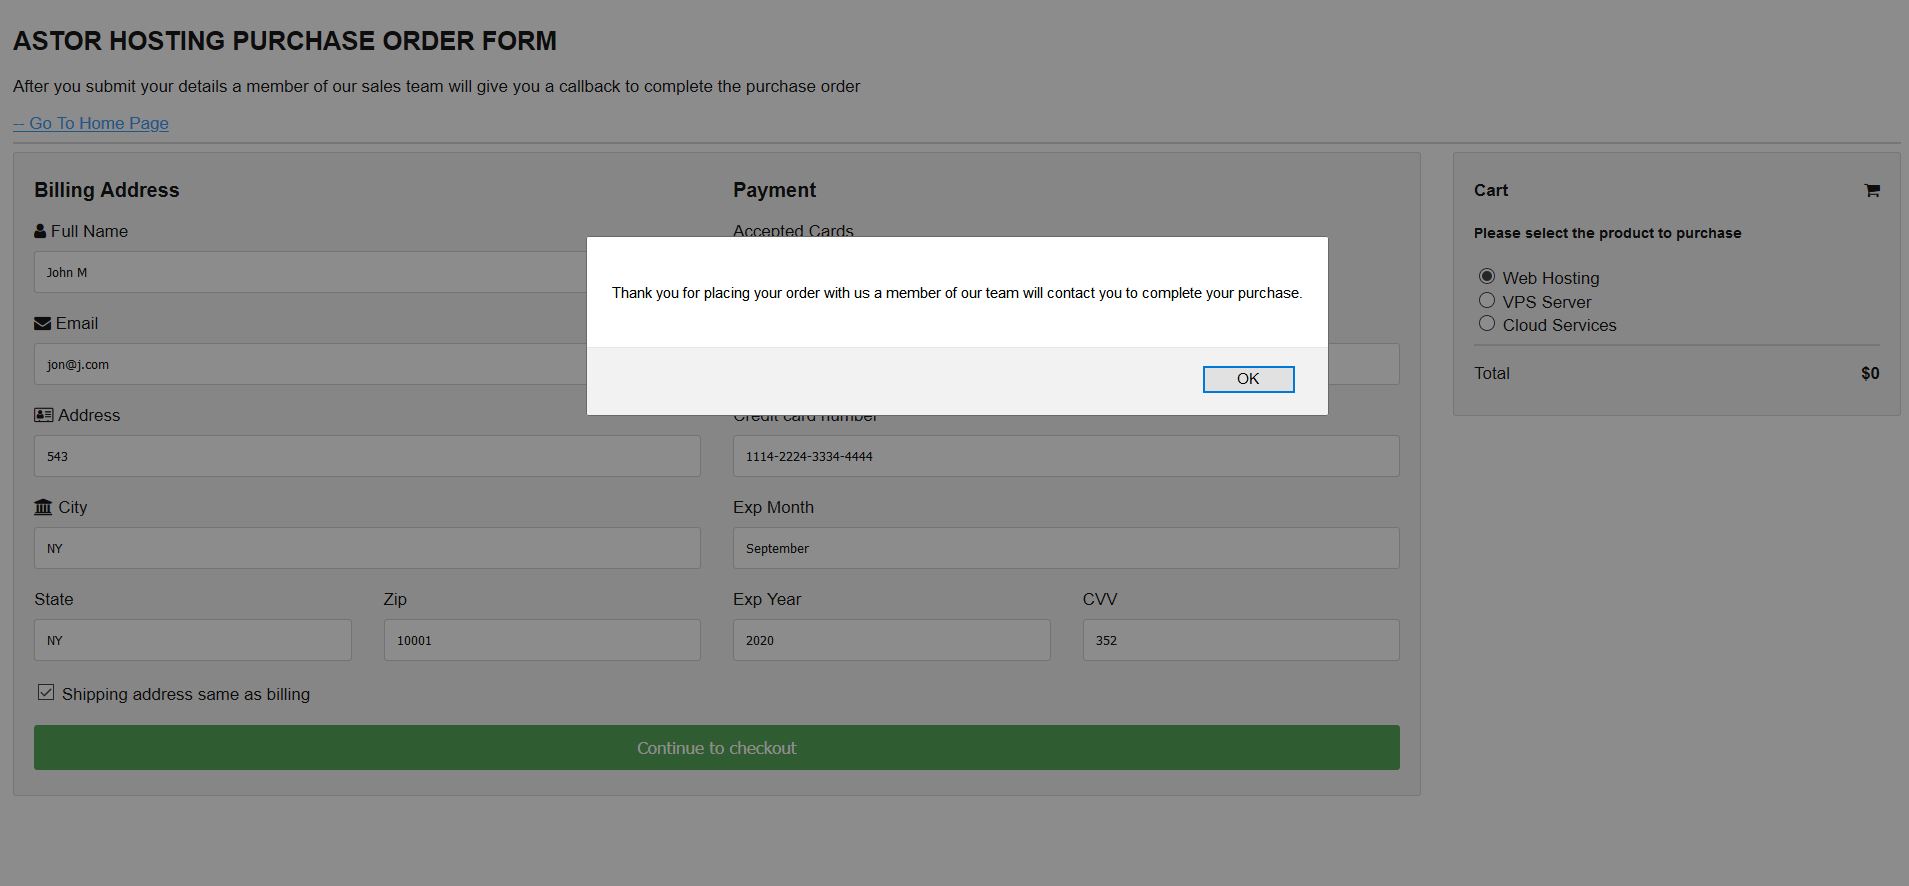 ASTOR HOSTING PURCHASE ORDER FORM
After you submit your details a member of our sales team will give you a callback to complete the purchase order
-- Go To Home Page
Billing Address
Full Name
John M
Email
jon@j.com
Address
543
City
NY
State
Zip
NY
10001
Shipping address same as billing
Payment
Accepted Cards
Credit card number
1114-2224-3334-4444
Exp Month
September
Exp Year
CVV
2020
352
Continue to checkout
Thank you for placing your order with us a member of our team will contact you to complete your purchase.
OK
Cart
Please select the product to purchase
Web Hosting
VPS Server
Cloud Services
Total $0